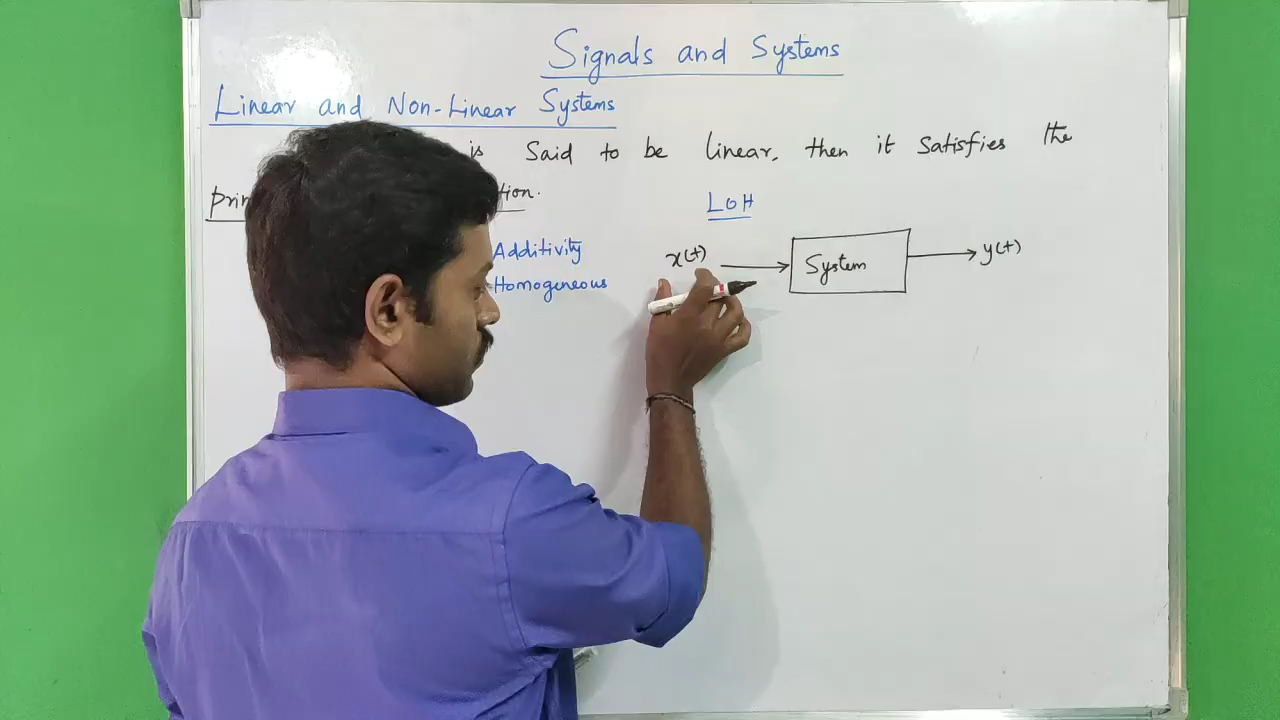 Signals and Systems
Linear and Non-Linear Systems
is Said to be linear, then it Satisfies the
LOH
Additivity
Homogeneous
x(t) System y(t)